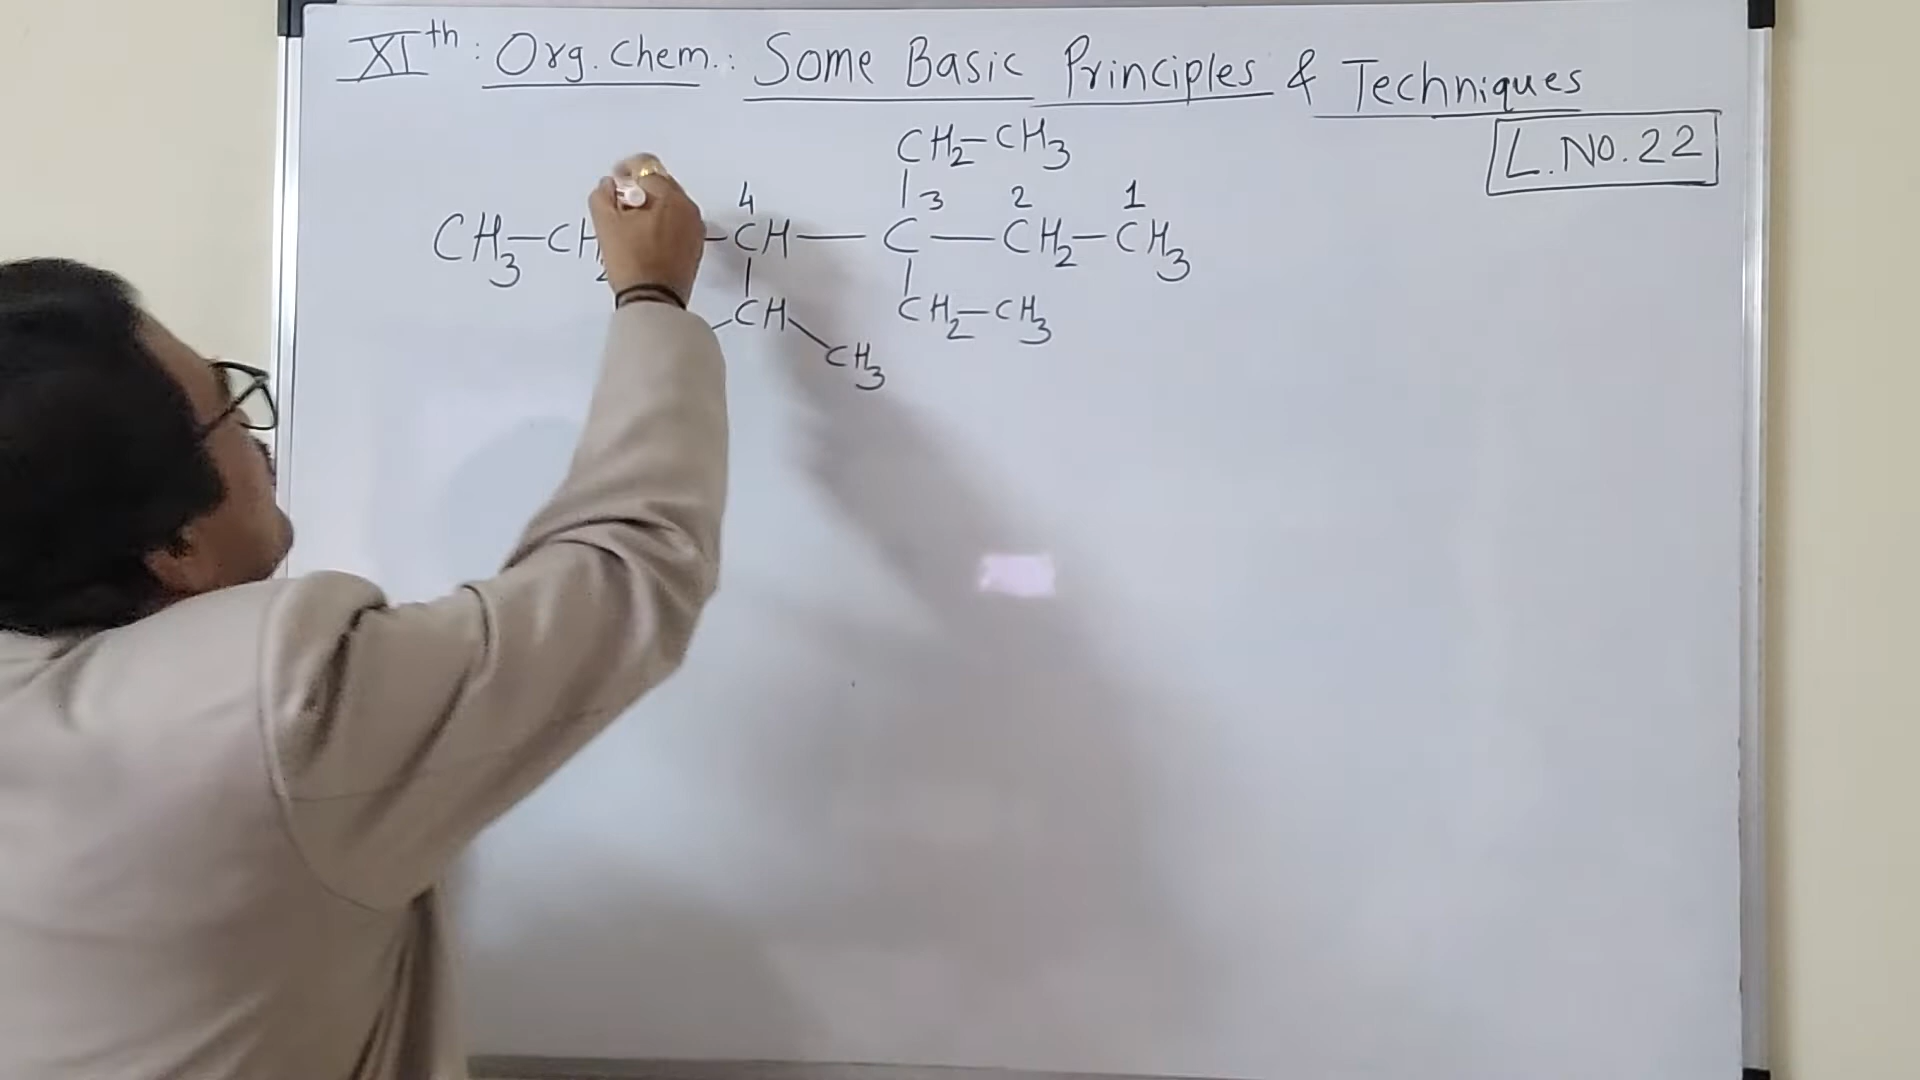 XIth : Org. Chem. : Some Basic Principles & Techniques
L. NO. 22
CH2-CH3
4 3 2 1
CH3-CH2 -CH-C-CH2-CH3
CH CH2-CH3
CH3